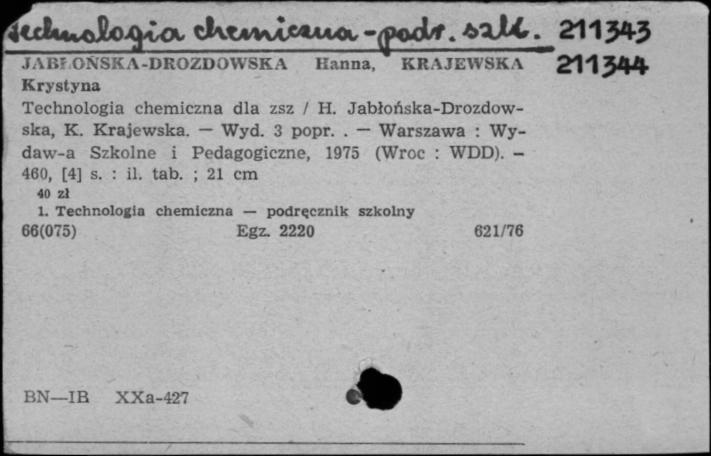 technologia chemiczna - podr. szk. 211343
JABŁOŃSKA-DROZDOWSKA Hanna, KRAJEWSKA 211344
Krystyna
Technologia chemiczna dla zsz / H. Jabłońska-Drozdow-
ska, K. Krajewska. — Wyd. 3 popr. . — Warszawa : Wy-
daw-a Szkolne i Pedagogiczne, 1975 (Wroc : WDD). —
460, [4] s. : il. tab. ; 21 cm
40 zł
1. Technologia chemiczna — podręcznik szkolny
66(075) Egz. 2220 621/76
BN—IB XXa-427